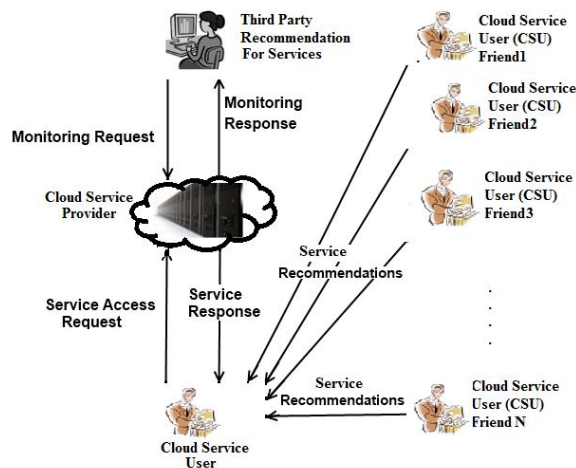 Third Party
Recommendation
For Services
Cloud Service
User (CSU)
Friend1
Monitoring
Response
Monitoring Request
Cloud Service
User (CSU)
Friend2
Cloud Service
Provider
Cloud Service
User (CSU)
Friend3
Service
Recommendations
Service Access
Request
Service
Response
Service
Recommendations
Cloud Service
User (CSU)
Friend N
Cloud Service
User